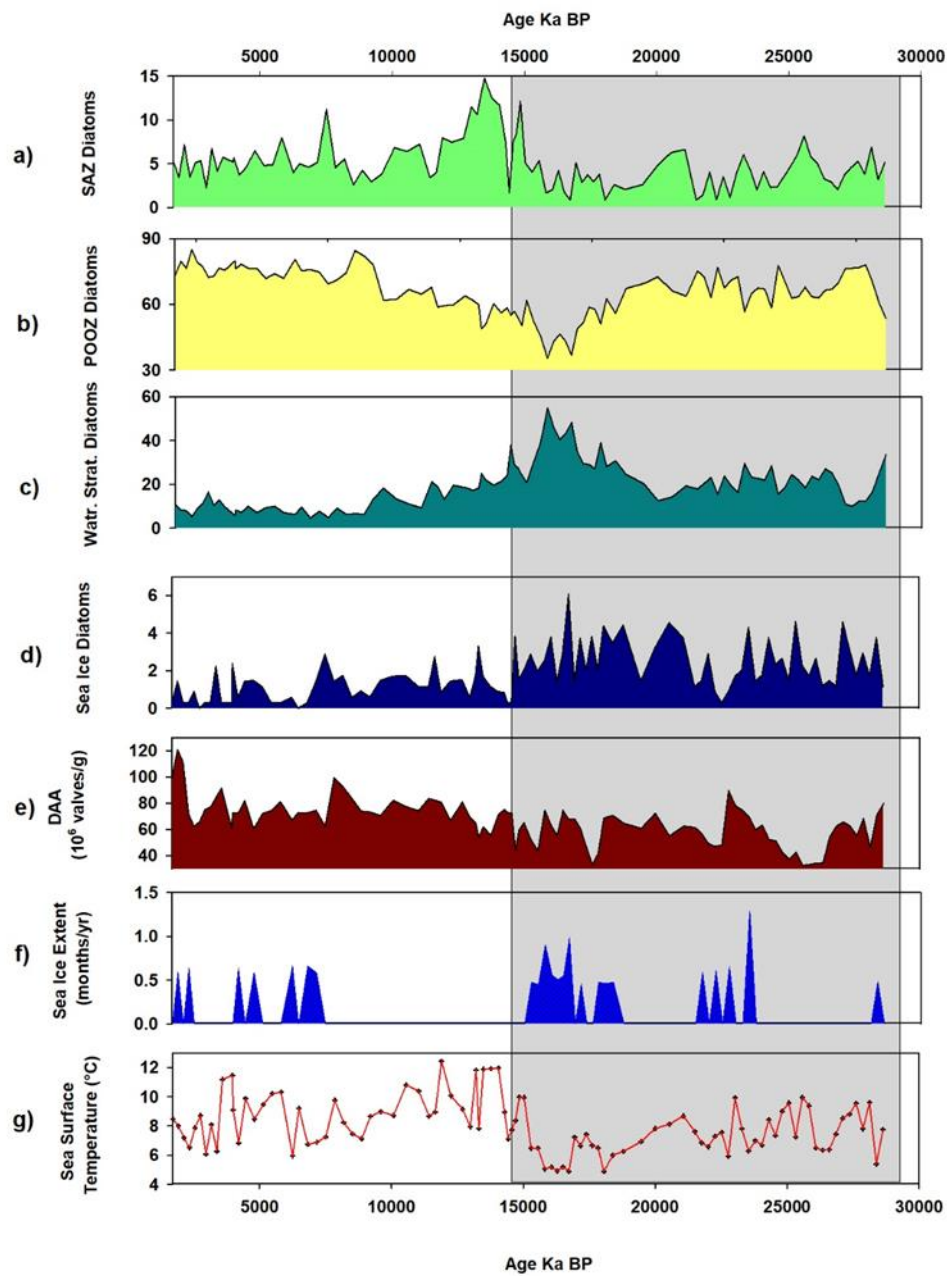 Age Ka BP
5000 10000 15000 20000 25000 30000
a)
SAZ Diatoms
15
10
5
0
b)
POOZ Diatoms
90
60
30
c)
Watr. Strat. Diatoms
60
40
20
0
d)
Sea Ice Diatoms
6
4
2
0
e)
DAA
(10⁶ valves/g)
120
100
80
60
40
f)
Sea Ice Extent
(months/yr)
1.5
1.0
0.5
0.0
g)
Sea Surface
Temperature (°C)
12
10
8
6
4
5000 10000 15000 20000 25000 30000
Age Ka BP